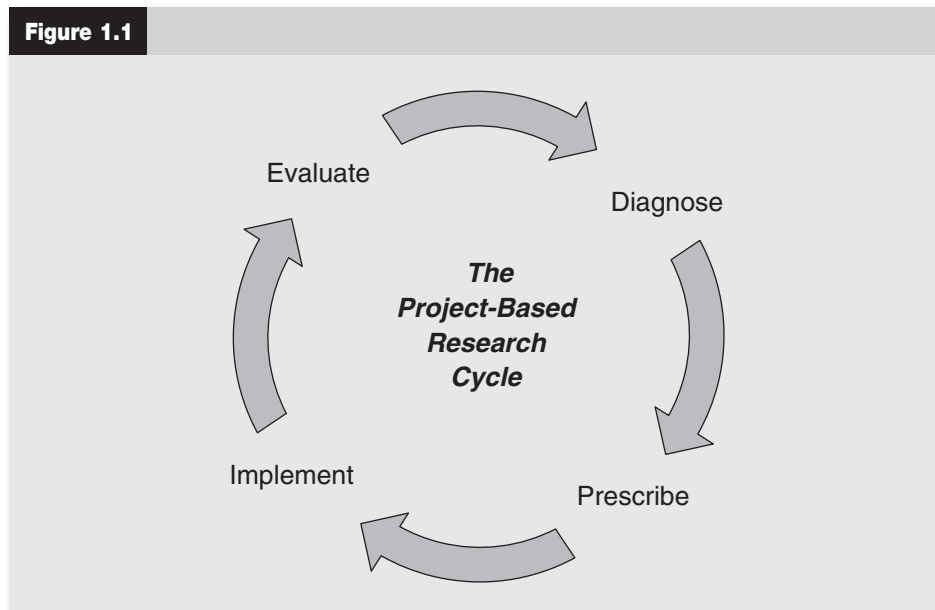 Figure 1.1
Evaluate
Diagnose
The
Project-Based
Research
Cycle
Implement
Prescribe